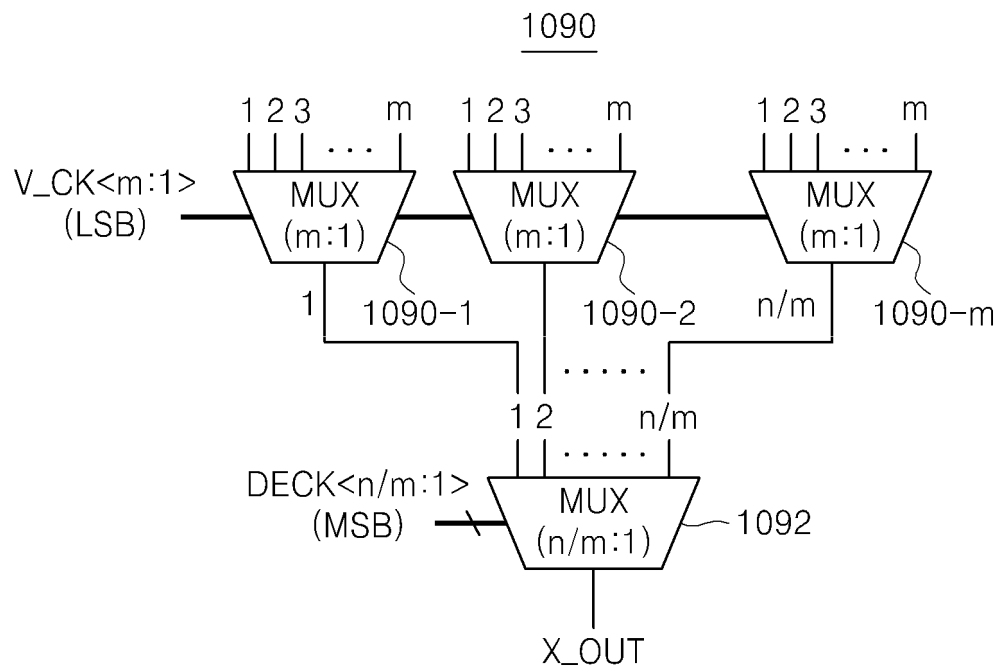 1090
1 2 3 ... m 1 2 3 ... m 1 2 3 ... m
V_CK<m:1>
(LSB)
MUX
(m:1)
MUX
(m:1)
MUX
(m:1)
1 1090-1 1090-2 n/m 1090-m
.....
1 2 n/m
.....
DECK<n/m:1>
(MSB)
MUX
(n/m:1)
1092
X_OUT